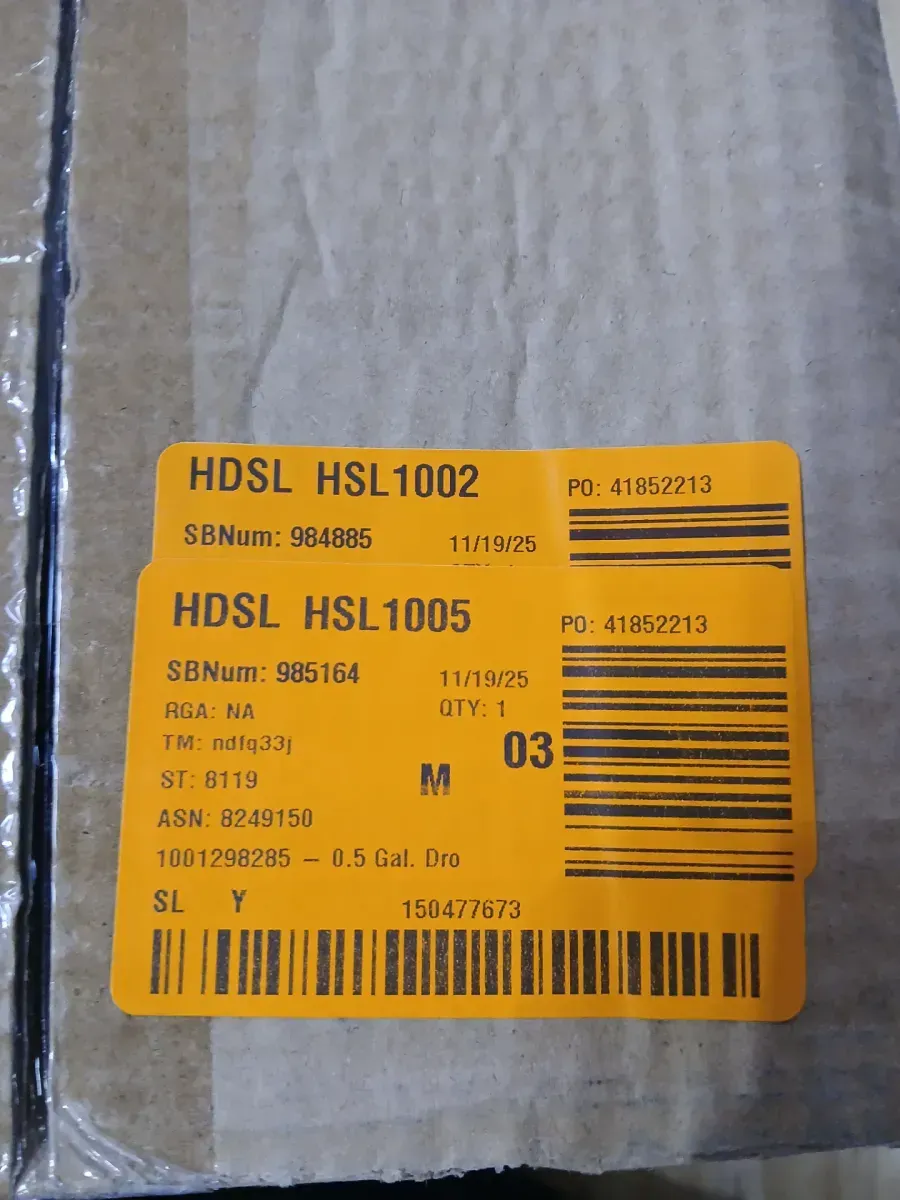 HDSL HSL1002 PO: 41852213
SBNum: 984885 11/19/25
HDSL HSL1005 PO: 41852213
SBNum: 985164 11/19/25
RGA: NA QTY: 1
TM: ndfq33j
03
ST: 8119 M
ASN: 8249150
1001298285 – 0.5 Gal. Dro
SL Y 150477673